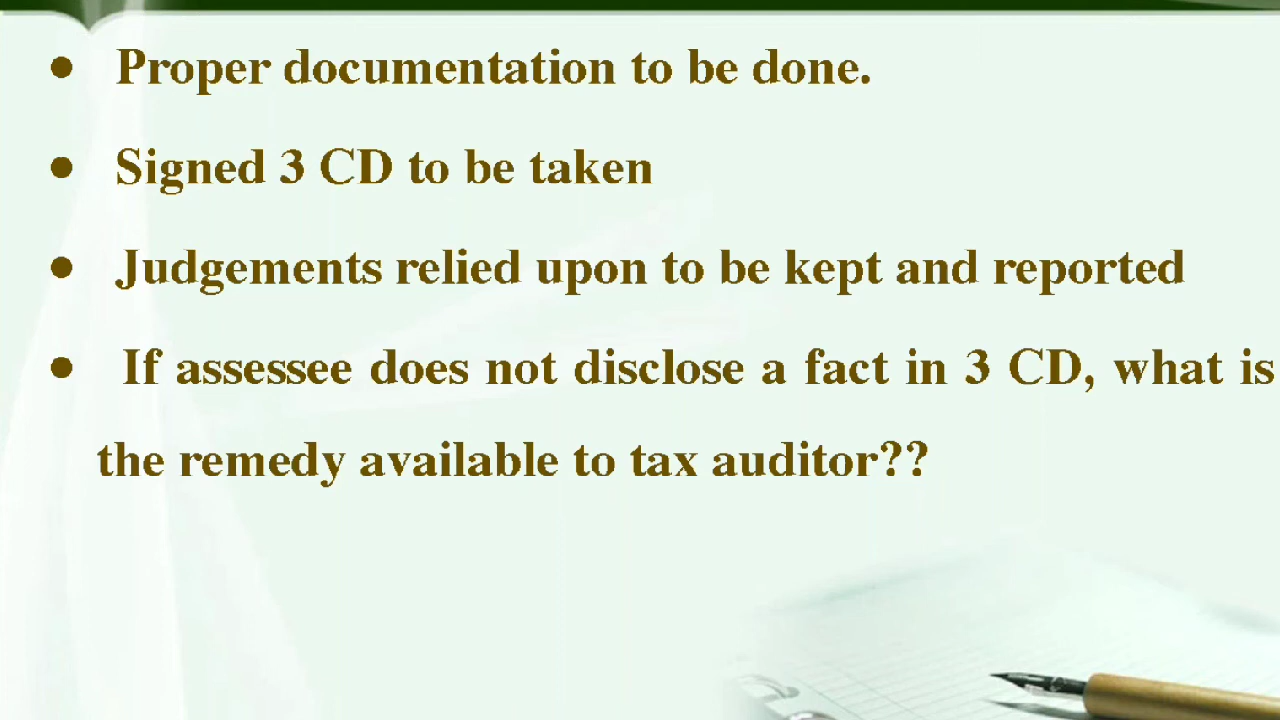 ● Proper documentation to be done.
● Signed 3 CD to be taken
● Judgements relied upon to be kept and reported
● If assessee does not disclose a fact in 3 CD, what is
the remedy available to tax auditor??